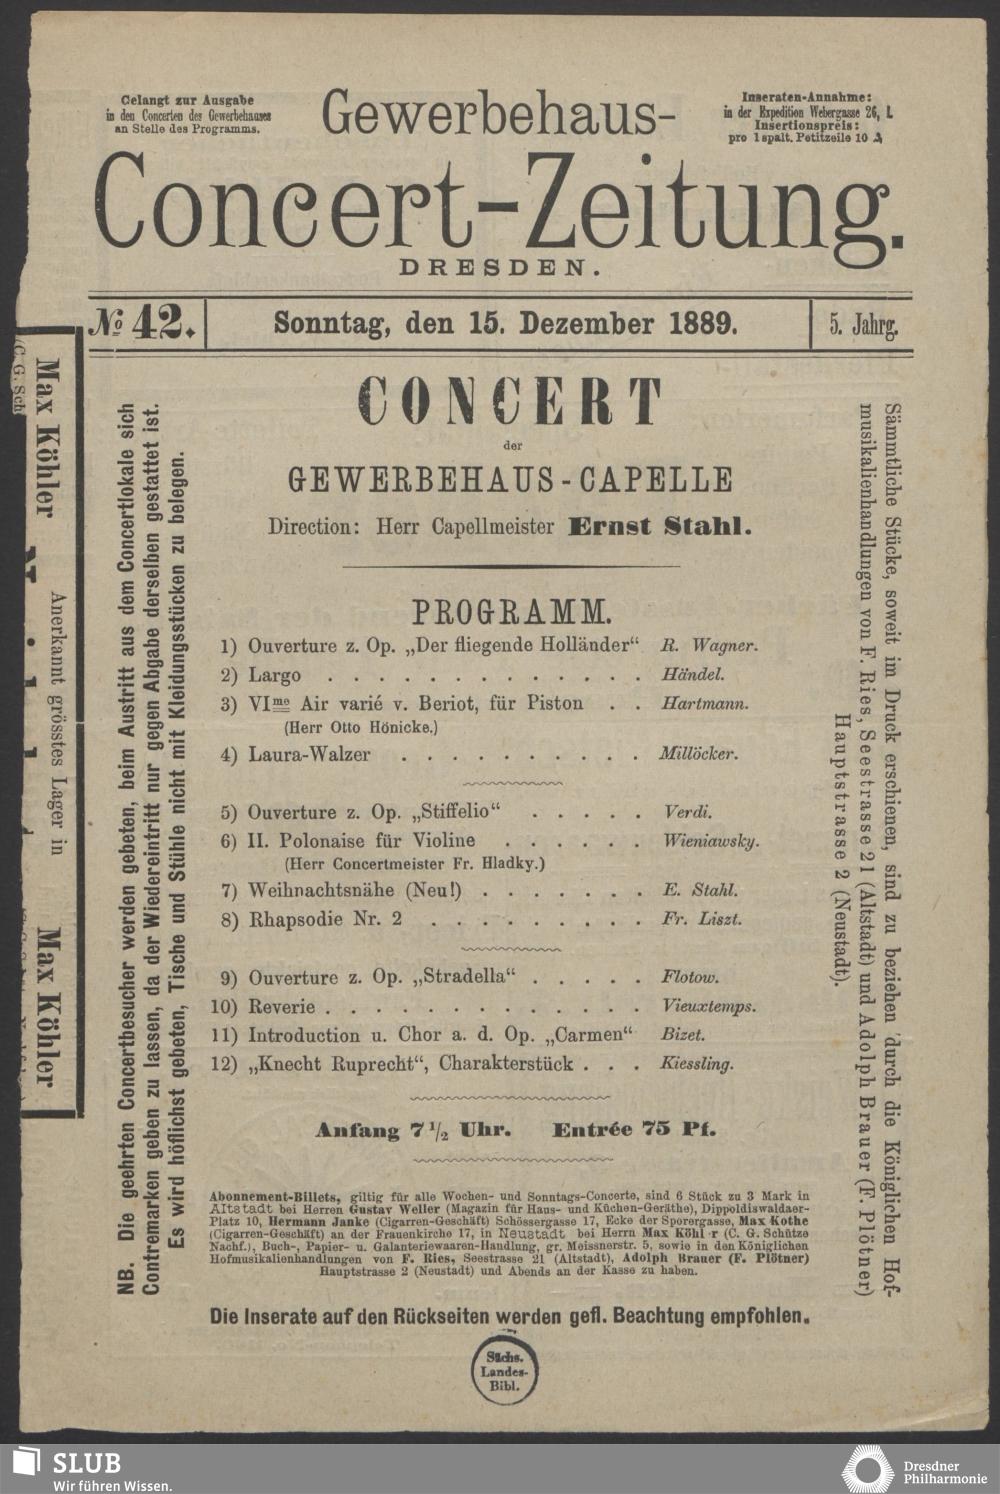 Gelangt zur Ausgabe
in den Concerten des Gewerbehauses
an Stelle des Programms.
Gewerbehaus-
Inseraten-Annahme:
in der Expedition Webergasse 26, I.
Insertionspreis:
pro 1 spalt. Petitzeile 10 ₰
Concert-Zeitung.
DRESDEN.
№ 42.
Sonntag, den 15. Dezember 1889.
5. Jahrg.
CONCERT
der
GEWERBEHAUS-CAPELLE
Direction: Herr Capellmeister Ernst Stahl.
PROGRAMM.
1) Ouverture z. Op. „Der fliegende Holländer“ R. Wagner.
2) Largo . . . . . . . . . . . . . Händel.
3) VIme Air varié v. Beriot, für Piston . . Hartmann.
(Herr Otto Hönicke.)
4) Laura-Walzer . . . . . . . . . . Millöcker.
5) Ouverture z. Op. „Stiffelio“ . . . . . Verdi.
6) II. Polonaise für Violine . . . . . . Wieniawsky.
(Herr Concertmeister Fr. Hladky.)
7) Weihnachtsnähe (Neu!) . . . . . . . E. Stahl.
8) Rhapsodie Nr. 2 . . . . . . . . . Fr. Liszt.
9) Ouverture z. Op. „Stradella“ . . . . . Flotow.
10) Reverie . . . . . . . . . . . . . Vieuxtemps.
11) Introduction u. Chor a. d. Op. „Carmen“ Bizet.
12) „Knecht Ruprecht“, Charakterstück . . . Kiessling.
Anfang 7 1/2 Uhr. Entrée 75 Pf.
Abonnement-Billets, giltig für alle Wochen- und Sonntags-Concerte, sind 6 Stück zu 3 Mark in
Altstadt bei Herren Gustav Weller (Magazin für Haus- und Küchen-Geräthe), Dippoldiswaldaer-
Platz 10, Hermann Janke (Cigarren-Geschäft) Schössergasse 17, Ecke der Sporergasse, Max Kothe
(Cigarren-Geschäft) an der Frauenkirche 17, in Neustadt bei Herrn Max Köhl r (C. G. Schütze
Nachf.), Buch-, Papier- u. Galanteriewaaren-Handlung, gr. Meissnerstr. 5, sowie in den Königlichen
Hofmusikalienhandlungen von F. Ries, Seestrasse 21 (Altstadt), Adolph Brauer (F. Plötner)
Hauptstrasse 2 (Neustadt) und Abends an der Kasse zu haben.
Die Inserate auf den Rückseiten werden gefl. Beachtung empfohlen.
NB. Die geehrten Concertbesucher werden gebeten, beim Austritt aus dem Concertlokale sich
Contremarken geben zu lassen, da der Wiedereintritt nur gegen Abgabe derselben gestattet ist.
Es wird höflichst gebeten, Tische und Stühle nicht mit Kleidungsstücken zu belegen.
Sämmtliche Stücke, soweit im Druck erschienen, sind zu beziehen durch die Königlichen Hof-
musikalienhandlungen von F. Ries, Seestrasse 21 (Altstadt) und Adolph Brauer (F. Plötner)
Hauptstrasse 2 (Neustadt).
Anerkannt grösstes Lager in
Max Köhler
Max Köhler
(C. G. Sch
Sächs.
Landes-
Bibl.
SLUB
Wir führen Wissen.
Dresdner
Philharmonie